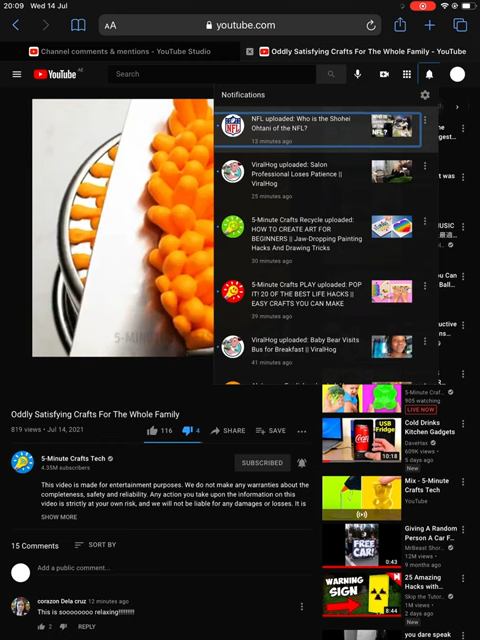 20:09 Wed 14 Jul
AA
youtube.com
Channel comments & mentions - YouTube Studio
Oddly Satisfying Crafts For The Whole Family - YouTube
YouTube AE
Search
Notifications
NFL uploaded: Who is the Shohei
Ohtani of the NFL?
13 minutes ago
ViralHog uploaded: Salon
Professional Loses Patience ||
ViralHog
25 minutes ago
5-Minute Crafts Recycle uploaded:
HOW TO CREATE ART FOR
BEGINNERS || Jaw-Dropping Painting
Hacks And Drawing Tricks
30 minutes ago
5-Minute Crafts PLAY uploaded: POP
IT! 20 OF THE BEST LIFE HACKS ||
EASY CRAFTS YOU CAN MAKE
39 minutes ago
ViralHog uploaded: Baby Bear Visits
Bus for Breakfast || ViralHog
41 minutes ago
5-MINUTE
Oddly Satisfying Crafts For The Whole Family
819 views • Jul 14, 2021
116
4
SHARE
SAVE
5-Minute Crafts Tech
4.35M subscribers
SUBSCRIBED
This video is made for entertainment purposes. We do not make any warranties about the
completeness, safety and reliability. Any action you take upon the information on
this video is strictly at your own risk, and we will not be liable for any damages or losses. It is
SHOW MORE
15 Comments
SORT BY
Add a public comment...
corazon Dela cruz 12 minutes ago
This is soooooooo relaxing!!!!!!!!!
2
REPLY
5-Minute Craf...
905 watching
LIVE NOW
USB
Fridge
10:18
Cold Drinks
Kitchen Gadgets
DaveHax
609K views •
5 days ago
New
Mix - 5-Minute
Crafts Tech
YouTube
FREE
CAR!
0:43
Giving A Random
Person A Car F...
MrBeast Shor...
12M views •
9 months ago
WARNING
SIGN
8:44
25 Amazing
Hacks with...
Skip the Tutor...
1M views •
2 days ago
New
you dare speak